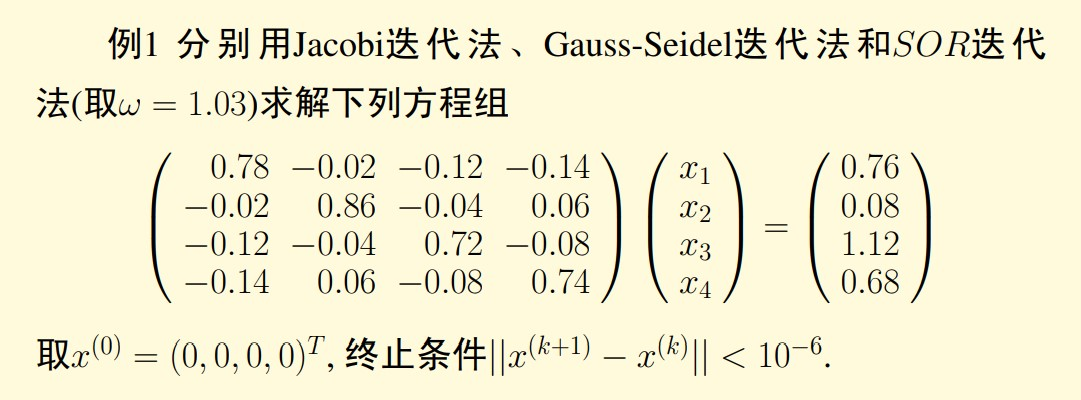 例1 分别用Jacobi迭代法、Gauss-Seidel迭代法和SOR迭代
法(取ω = 1.03)求解下列方程组
0.78 −0.02 −0.12 −0.14 x1 0.76
−0.02 0.86 −0.04 0.06 x2 0.08
−0.12 −0.04 0.72 −0.08 x3 = 1.12
−0.14 0.06 −0.08 0.74 x4 0.68
取x^(0) = (0, 0, 0, 0)^T, 终止条件||x^(k+1) − x^(k)|| < 10^−6.